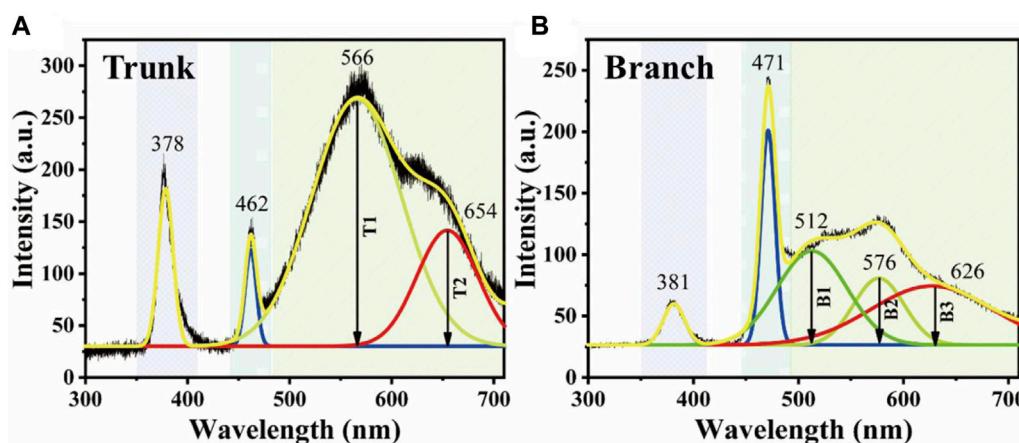 A
Trunk
300
250
200
150
100
50
0
Intensity (a.u.)
378
462
566
654
T1
T2
300 400 500 600 700
Wavelength (nm)
B
Branch
250
200
150
100
50
0
Intensity (a.u.)
381
471
512
576
626
B1
B2
B3
300 400 500 600 700
Wavelength (nm)